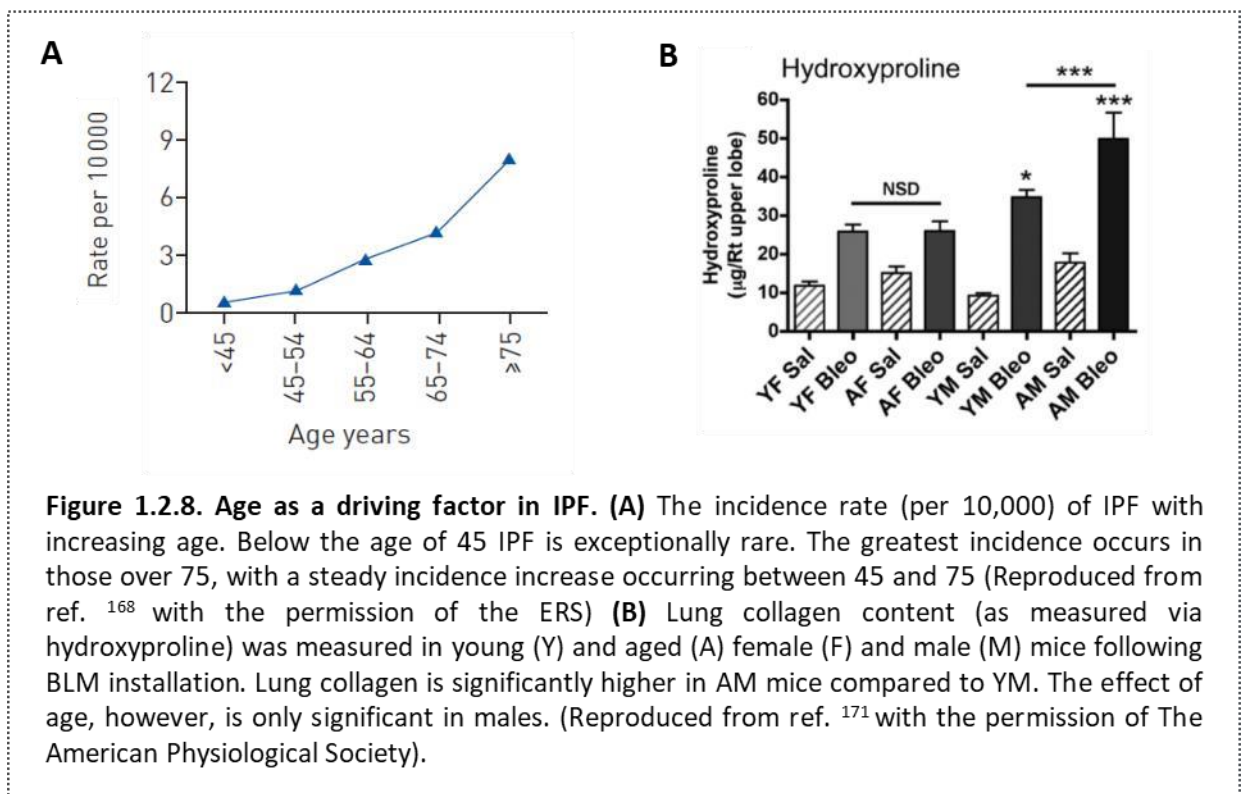 A
12
9
6
3
0
Rate per 10 000
<45
45–54
55–64
65–74
≥75
Age years
B
Hydroxyproline
***
***
60
50
40
30
20
10
0
Hydroxyproline
(µg/Rt upper lobe)
NSD
*
YF Sal
YF Bleo
AF Sal
AF Bleo
YM Sal
YM Bleo
AM Sal
AM Bleo
Figure 1.2.8. Age as a driving factor in IPF. (A) The incidence rate (per 10,000) of IPF with
increasing age. Below the age of 45 IPF is exceptionally rare. The greatest incidence occurs in
those over 75, with a steady incidence increase occurring between 45 and 75 (Reproduced from
ref. 168 with the permission of the ERS) (B) Lung collagen content (as measured via
hydroxyproline) was measured in young (Y) and aged (A) female (F) and male (M) mice following
BLM installation. Lung collagen is significantly higher in AM mice compared to YM. The effect of
age, however, is only significant in males. (Reproduced from ref. 171 with the permission of The
American Physiological Society).